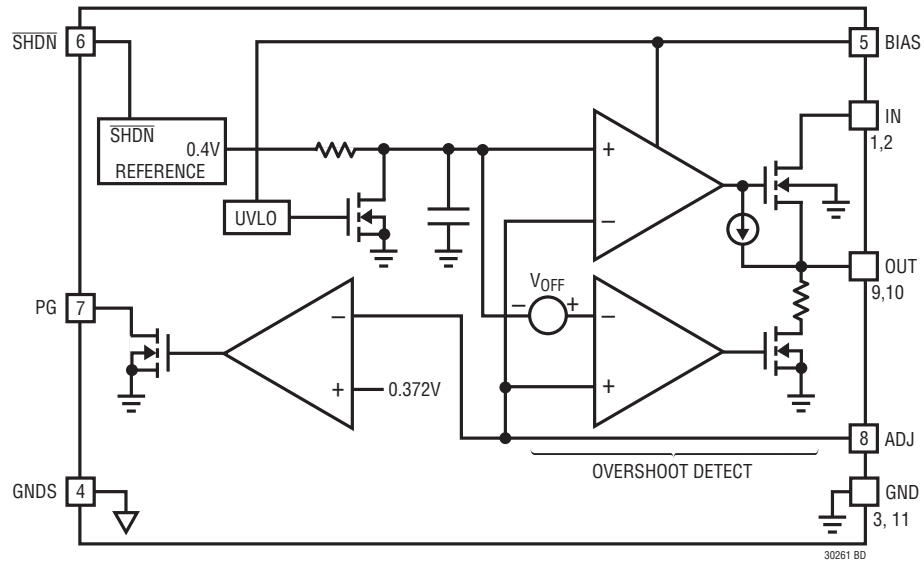 SHDN
6
5
BIAS
IN
1,2
SHDN
0.4V
REFERENCE
+
−
UVLO
OUT
9,10
VOFF
−
+
−
+
PG
7
−
+
0.372V
8
ADJ
OVERSHOOT DETECT
GNDS
4
GND
3, 11
30261 BD